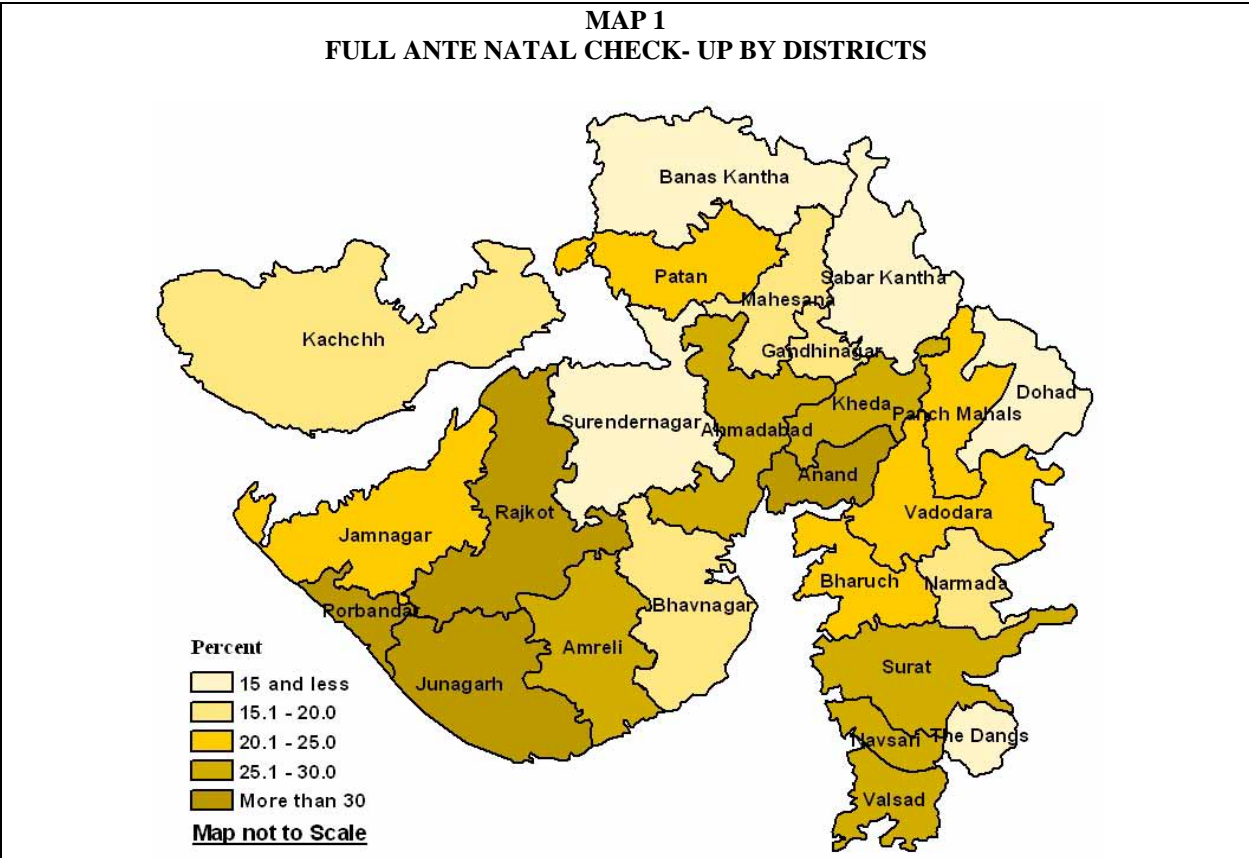 MAP 1
FULL ANTE NATAL CHECK- UP BY DISTRICTS
Banas Kantha
Patan
Sabar Kantha
Mahesana
Kachchh
Gandhinagar
Dohad
Kheda
Panch Mahals
Surendernagar
Ahmadabad
Anand
Rajkot
Vadodara
Jamnagar
Bharuch
Narmada
Porbandar
Bhavnagar
Amreli
Surat
Junagarh
Navsari
The Dangs
Valsad
Percent
15 and less
15.1 - 20.0
20.1 - 25.0
25.1 - 30.0
More than 30
Map not to Scale